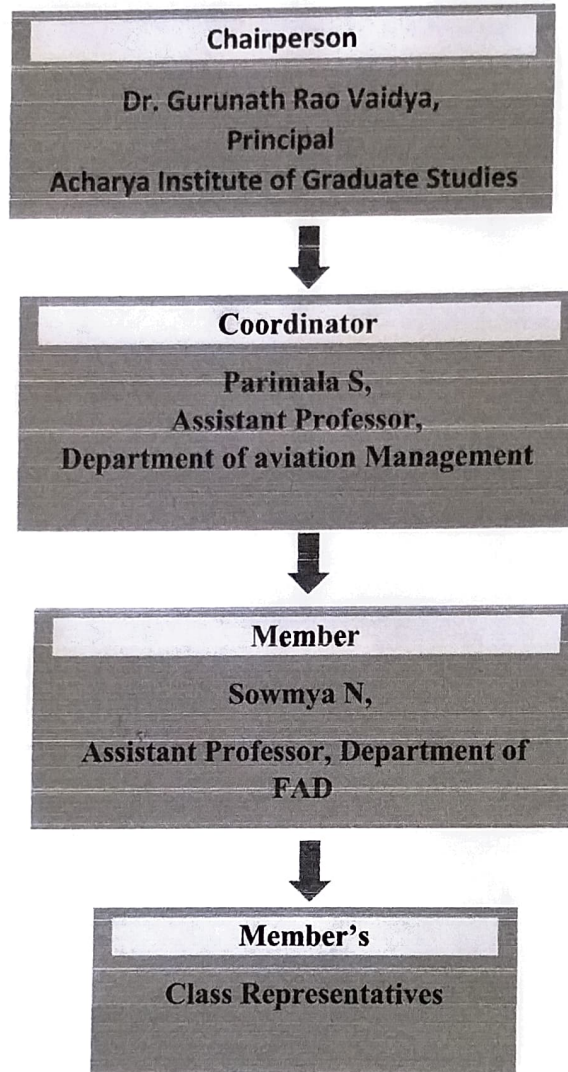 Chairperson
Dr. Gurunath Rao Vaidya,
Principal
Acharya Institute of Graduate Studies
Coordinator
Parimala S,
Assistant Professor,
Department of aviation Management
Member
Sowmya N,
Assistant Professor, Department of
FAD
Member's
Class Representatives